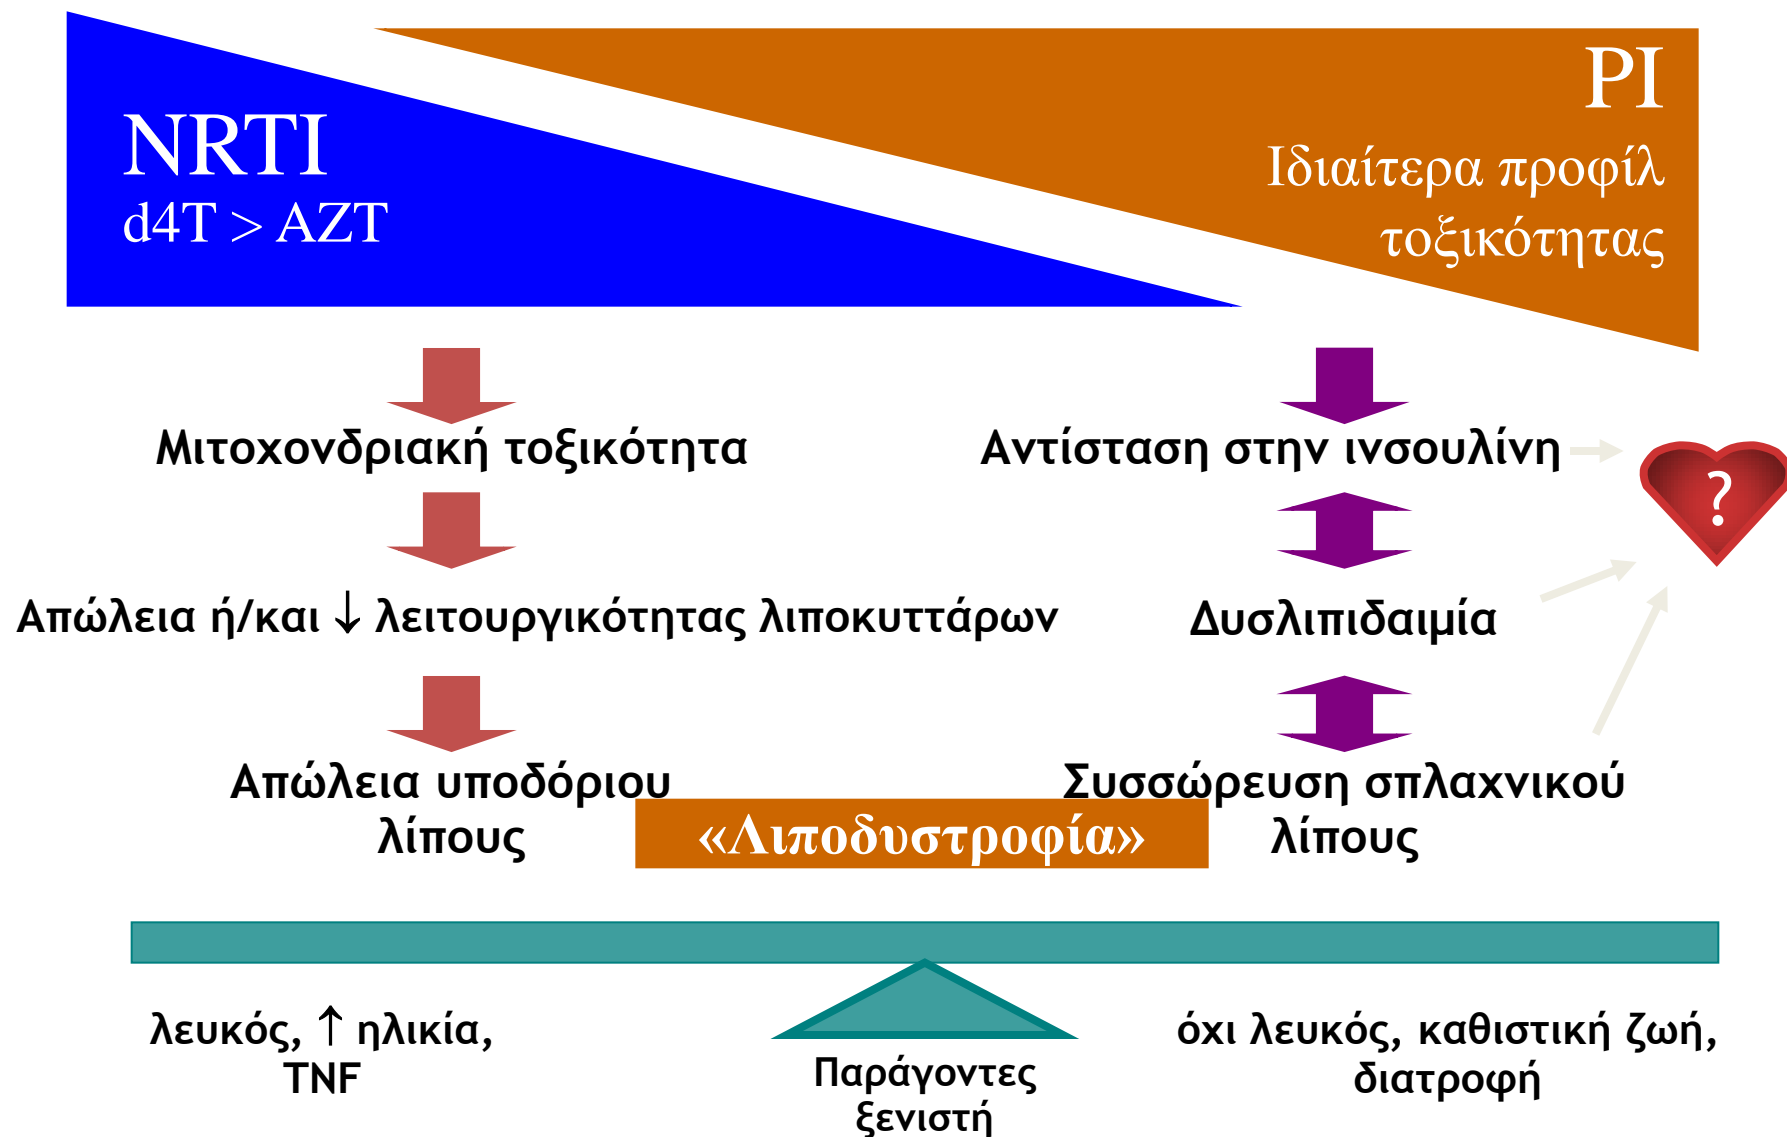 NRTI
d4T > AZT
PI
Ιδιαίτερα προφίλ
τοξικότητας
Μιτοχονδριακή τοξικότητα
Αντίσταση στην ινσουλίνη
?
Απώλεια ή/και ↓ λειτουργικότητας λιποκυττάρων
Δυσλιπιδαιμία
Απώλεια υποδόριου
λίπους
Συσσώρευση σπλαχνικού
λίπους
«Λιποδυστροφία»
λευκός, ↑ ηλικία,
TNF
Παράγοντες
ξενιστή
όχι λευκός, καθιστική ζωή,
διατροφή